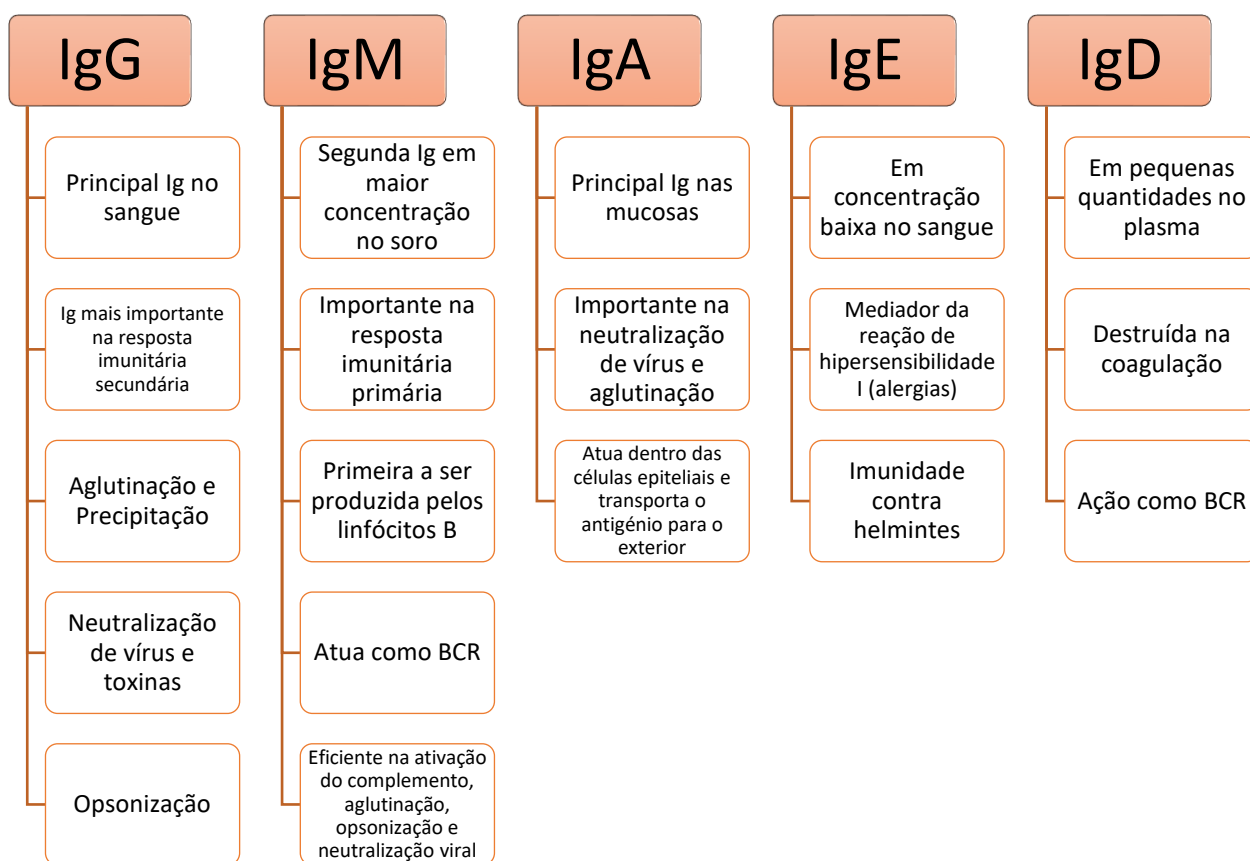 IgG
Principal Ig no
sangue
Ig mais importante
na resposta
imunitária
secundária
Aglutinação e
Precipitação
Neutralização
de vírus e
toxinas
Opsonização
IgM
Segunda Ig em
maior
concentração
no soro
Importante na
resposta
imunitária
primária
Primeira a ser
produzida pelos
linfócitos B
Atua como BCR
Eficiente na ativação
do complemento,
aglutinação,
opsonização e
neutralização viral
IgA
Principal Ig nas
mucosas
Importante na
neutralização
de vírus e
aglutinação
Atua dentro das
células epiteliais e
transporta o
antigénio para o
exterior
IgE
Em
concentração
baixa no sangue
Mediador da
reação de
hipersensibilidade
I (alergias)
Imunidade
contra
helmintes
IgD
Em pequenas
quantidades no
plasma
Destruída na
coagulação
Ação como BCR